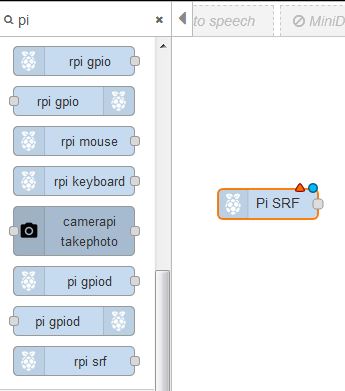 pi
to speech
MiniD
rpi gpio
rpi gpio
rpi mouse
rpi keyboard
camerapi
takephoto
pi gpiod
pi gpiod
rpi srf
Pi SRF